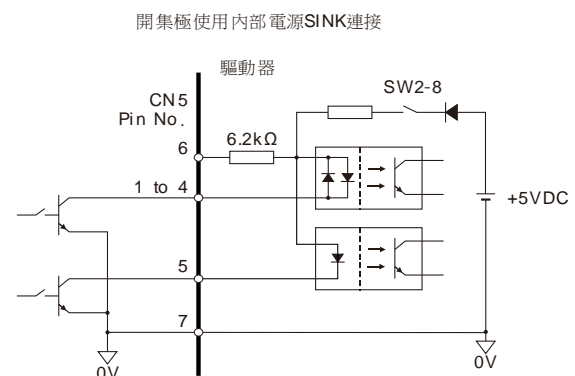 開集極使用內部電源SINK連接
驅動器
SW2-8
CN5
Pin No.
6
6.2kΩ
1 to 4
+5VDC
5
7
0V
0V